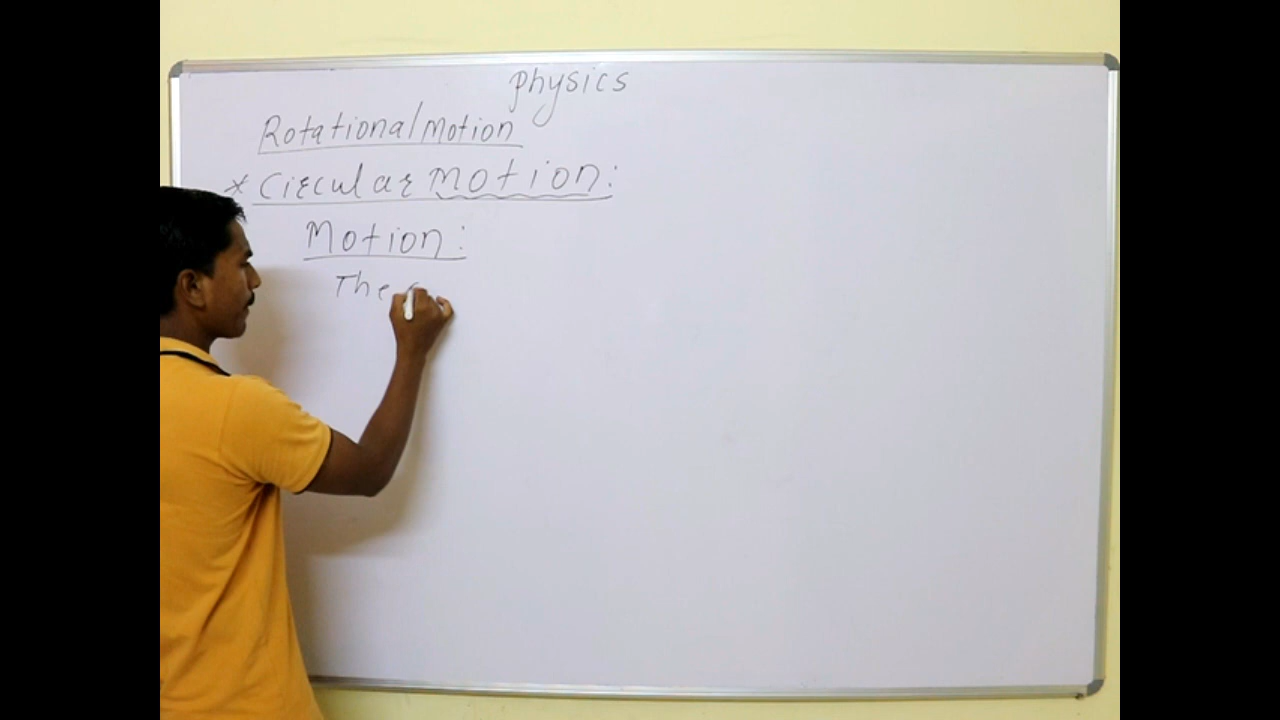 Physics
Rotational Motion
* Circular motion:
Motion:
The